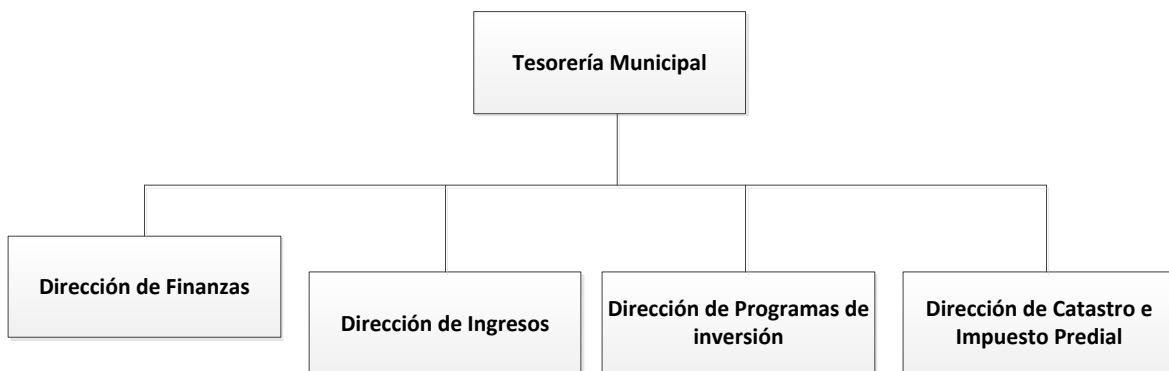 Tesorería Municipal
Dirección de Finanzas
Dirección de Ingresos
Dirección de Programas de
inversión
Dirección de Catastro e
Impuesto Predial